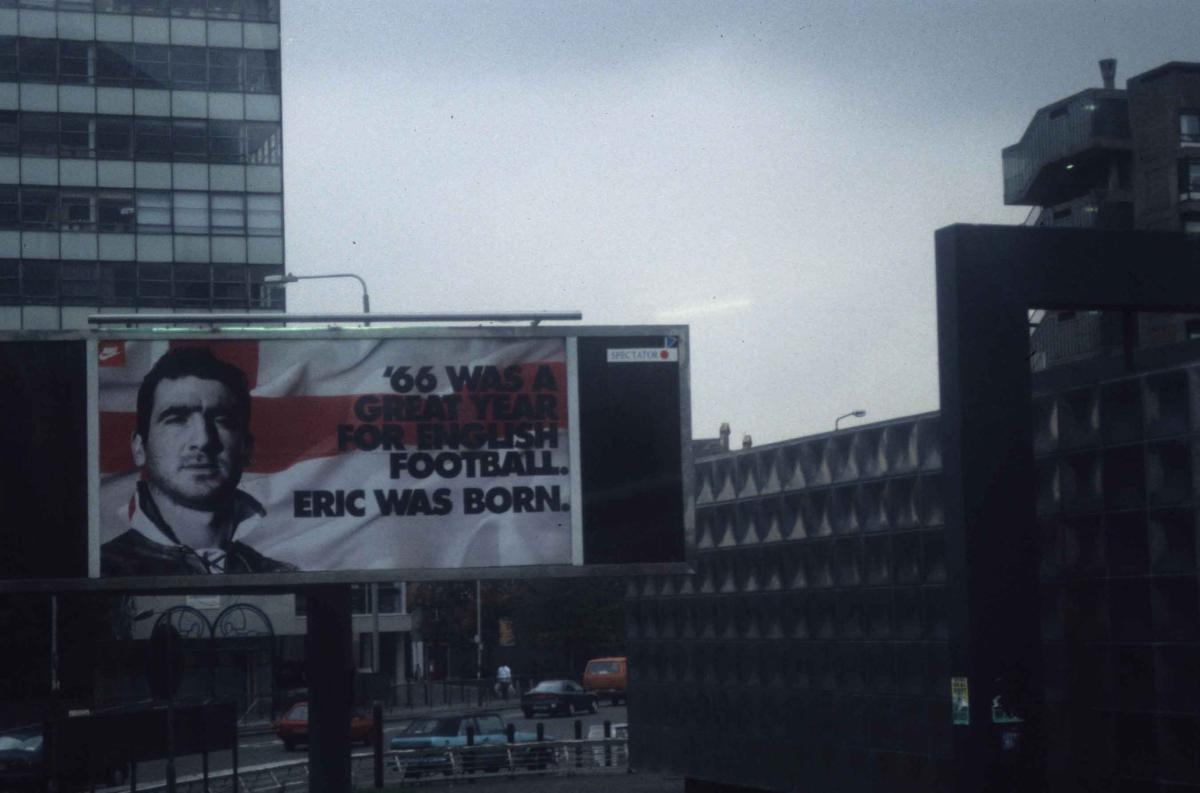 '66 WAS A
GREAT YEAR
FOR ENGLISH
FOOTBALL.
ERIC WAS BORN.
SPECTATOR